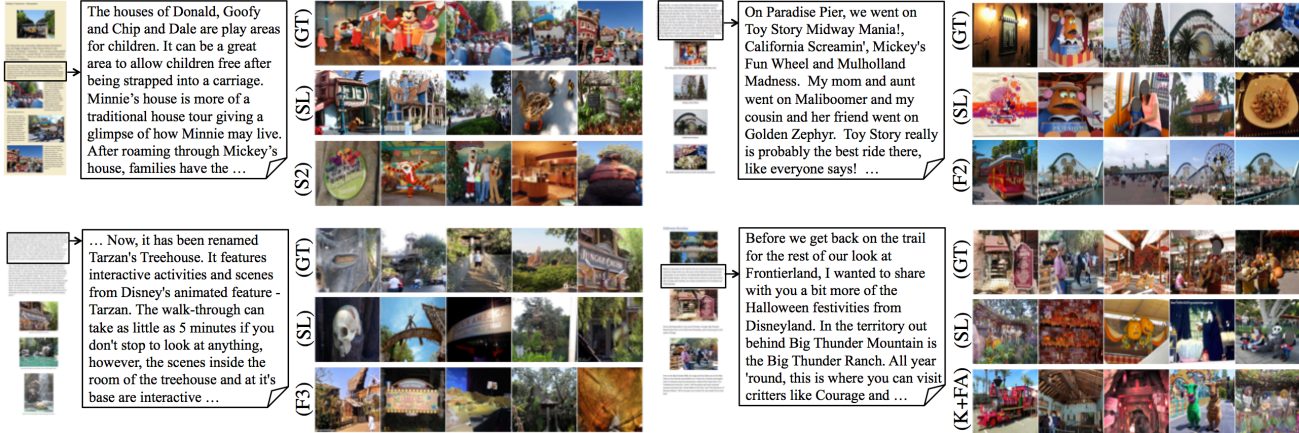 The houses of Donald, Goofy
and Chip and Dale are play areas
for children. It can be a great
area to allow children free after
being strapped into a carriage.
Minnie's house is more of a
traditional house tour giving a
glimpse of how Minnie may live.
After roaming through Mickey's
house, families have the …
(GT)
(SL)
(S2)
On Paradise Pier, we went on
Toy Story Midway Mania!,
California Screamin', Mickey's
Fun Wheel and Mulholland
Madness. My mom and aunt
went on Maliboomer and my
cousin and her friend went on
Golden Zephyr. Toy Story really
is probably the best ride there,
like everyone says! …
(GT)
(SL)
(F2)
… Now, it has been renamed
Tarzan's Treehouse. It features
interactive activities and scenes
from Disney's animated feature -
Tarzan. The walk-through can
take as little as 5 minutes if you
don't stop to look at anything,
however, the scenes inside the
room of the treehouse and at it's
base are interactive …
(GT)
JUNGLE CRUISE
(SL)
(F3)
Before we get back on the trail
for the rest of our look at
Frontierland, I wanted to share
with you a bit more of the
Halloween festivities from
Disneyland. In the territory out
behind Big Thunder Mountain is
the Big Thunder Ranch. All year
'round, this is where you can visit
critters like Courage and …
(GT)
(SL)
(K+FA)